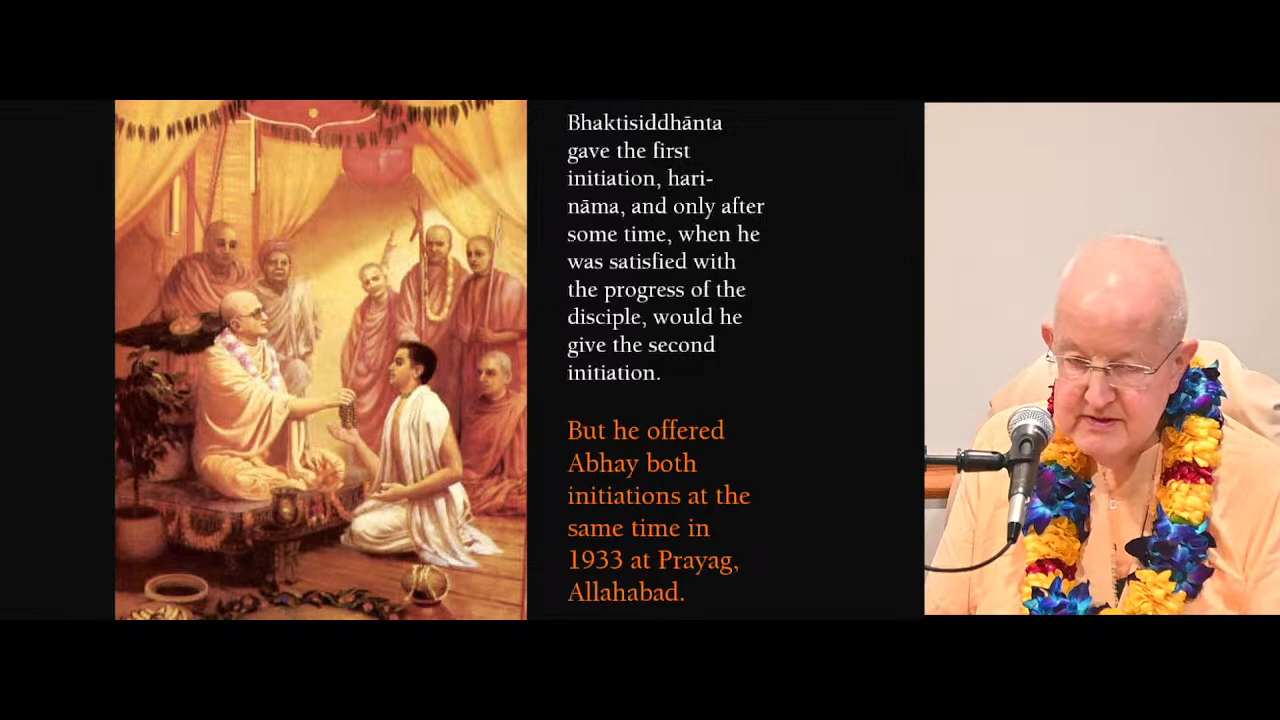 Bhaktisiddhānta
gave the first
initiation, hari-
nāma, and only after
some time, when he
was satisfied with
the progress of the
disciple, would he
give the second
initiation.
But he offered
Abhay both
initiations at the
same time in
1933 at Prayag,
Allahabad.